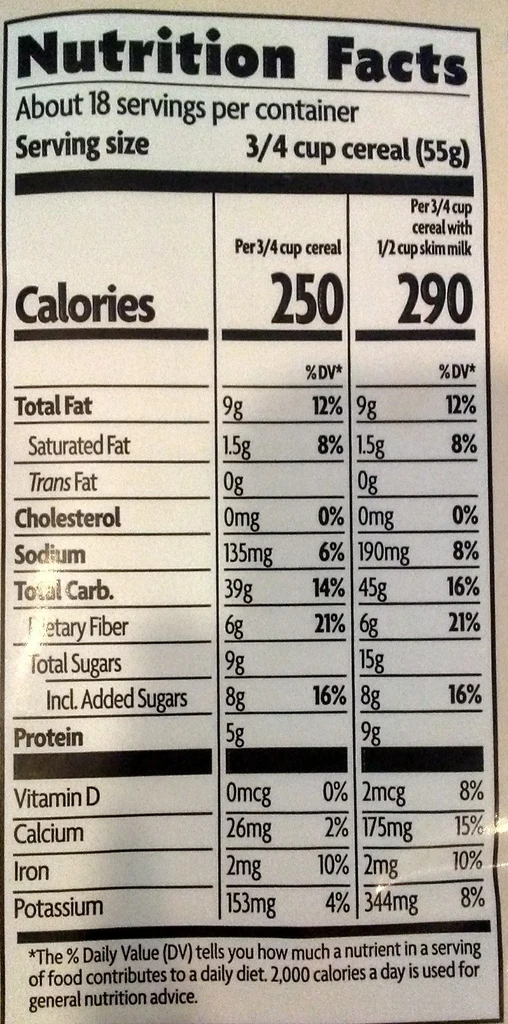 Nutrition Facts
About 18 servings per container
Serving size 3/4 cup cereal (55g)
Per 3/4 cup cereal
Per 3/4 cup
cereal with
1/2 cup skim milk
Calories 250 290
%DV* %DV*
Total Fat 9g 12% 9g 12%
Saturated Fat 1.5g 8% 1.5g 8%
Trans Fat 0g 0g
Cholesterol 0mg 0% 0mg 0%
Sodium 135mg 6% 190mg 8%
Total Carb. 39g 14% 45g 16%
Dietary Fiber 6g 21% 6g 21%
Total Sugars 9g 15g
Incl. Added Sugars 8g 16% 8g 16%
Protein 5g 9g
Vitamin D 0mcg 0% 2mcg 8%
Calcium 26mg 2% 175mg 15%
Iron 2mg 10% 2mg 10%
Potassium 153mg 4% 344mg 8%
*The % Daily Value (DV) tells you how much a nutrient in a serving
of food contributes to a daily diet. 2,000 calories a day is used for
general nutrition advice.